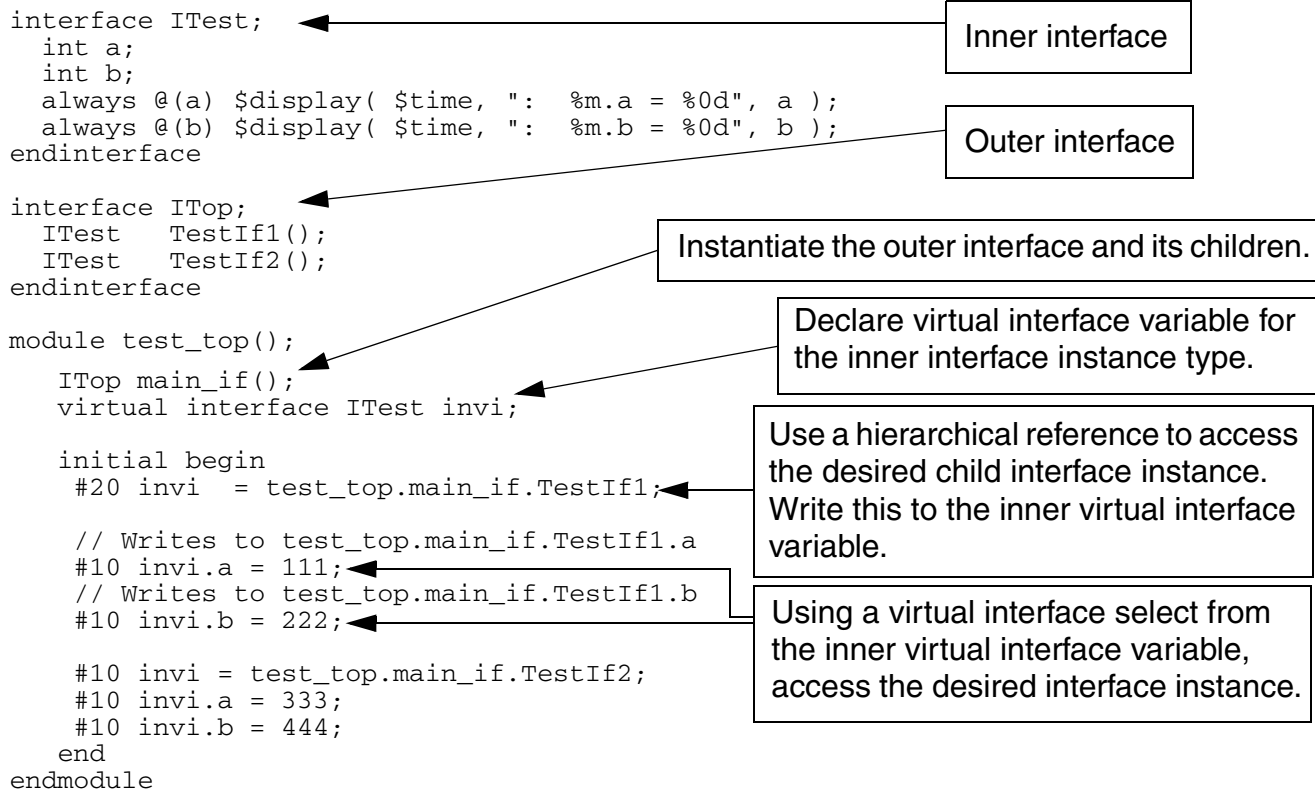 interface ITest;
  int a;
  int b;
  always @(a) $display( $time, ":  %m.a = %0d", a );
  always @(b) $display( $time, ":  %m.b = %0d", b );
endinterface
Inner interface
Outer interface
interface ITop;
  ITest   TestIf1();
  ITest   TestIf2();
endinterface
Instantiate the outer interface and its children.
module test_top();
   ITop main_if();
   virtual interface ITest invi;
Declare virtual interface variable for
the inner interface instance type.
   initial begin
    #20 invi  = test_top.main_if.TestIf1;
Use a hierarchical reference to access
the desired child interface instance.
Write this to the inner virtual interface
variable.
    // Writes to test_top.main_if.TestIf1.a
    #10 invi.a = 111;
    // Writes to test_top.main_if.TestIf1.b
    #10 invi.b = 222;
Using a virtual interface select from
the inner virtual interface variable,
access the desired interface instance.
    #10 invi = test_top.main_if.TestIf2;
    #10 invi.a = 333;
    #10 invi.b = 444;
   end
endmodule